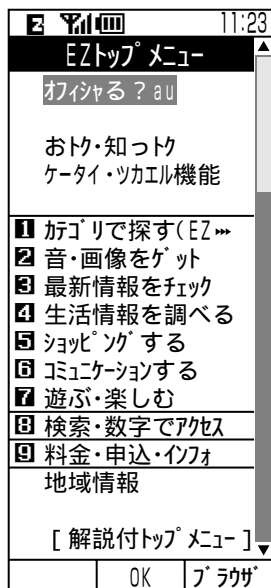 11:23
EZﾄｯﾌﾟﾒﾆｭｰ
ｵﾌｨｼｬる？au
おﾄｸ･知っﾄｸ
ｹｰﾀｲ･ﾂｶｴﾙ機能
1 ｶﾃｺﾞﾘで探す(EZ…
2 音･画像をｹﾞｯﾄ
3 最新情報をﾁｪｯｸ
4 生活情報を調べる
5 ｼｮｯﾋﾟﾝｸﾞする
6 ｺﾐｭﾆｹｰｼｮﾝする
7 遊ぶ･楽しむ
8 検索･数字でｱｸｾｽ
9 料金･申込･ｲﾝﾌｫ
地域情報
[解説付ﾄｯﾌﾟﾒﾆｭｰ]
OK ﾌﾞﾗｳｻﾞ